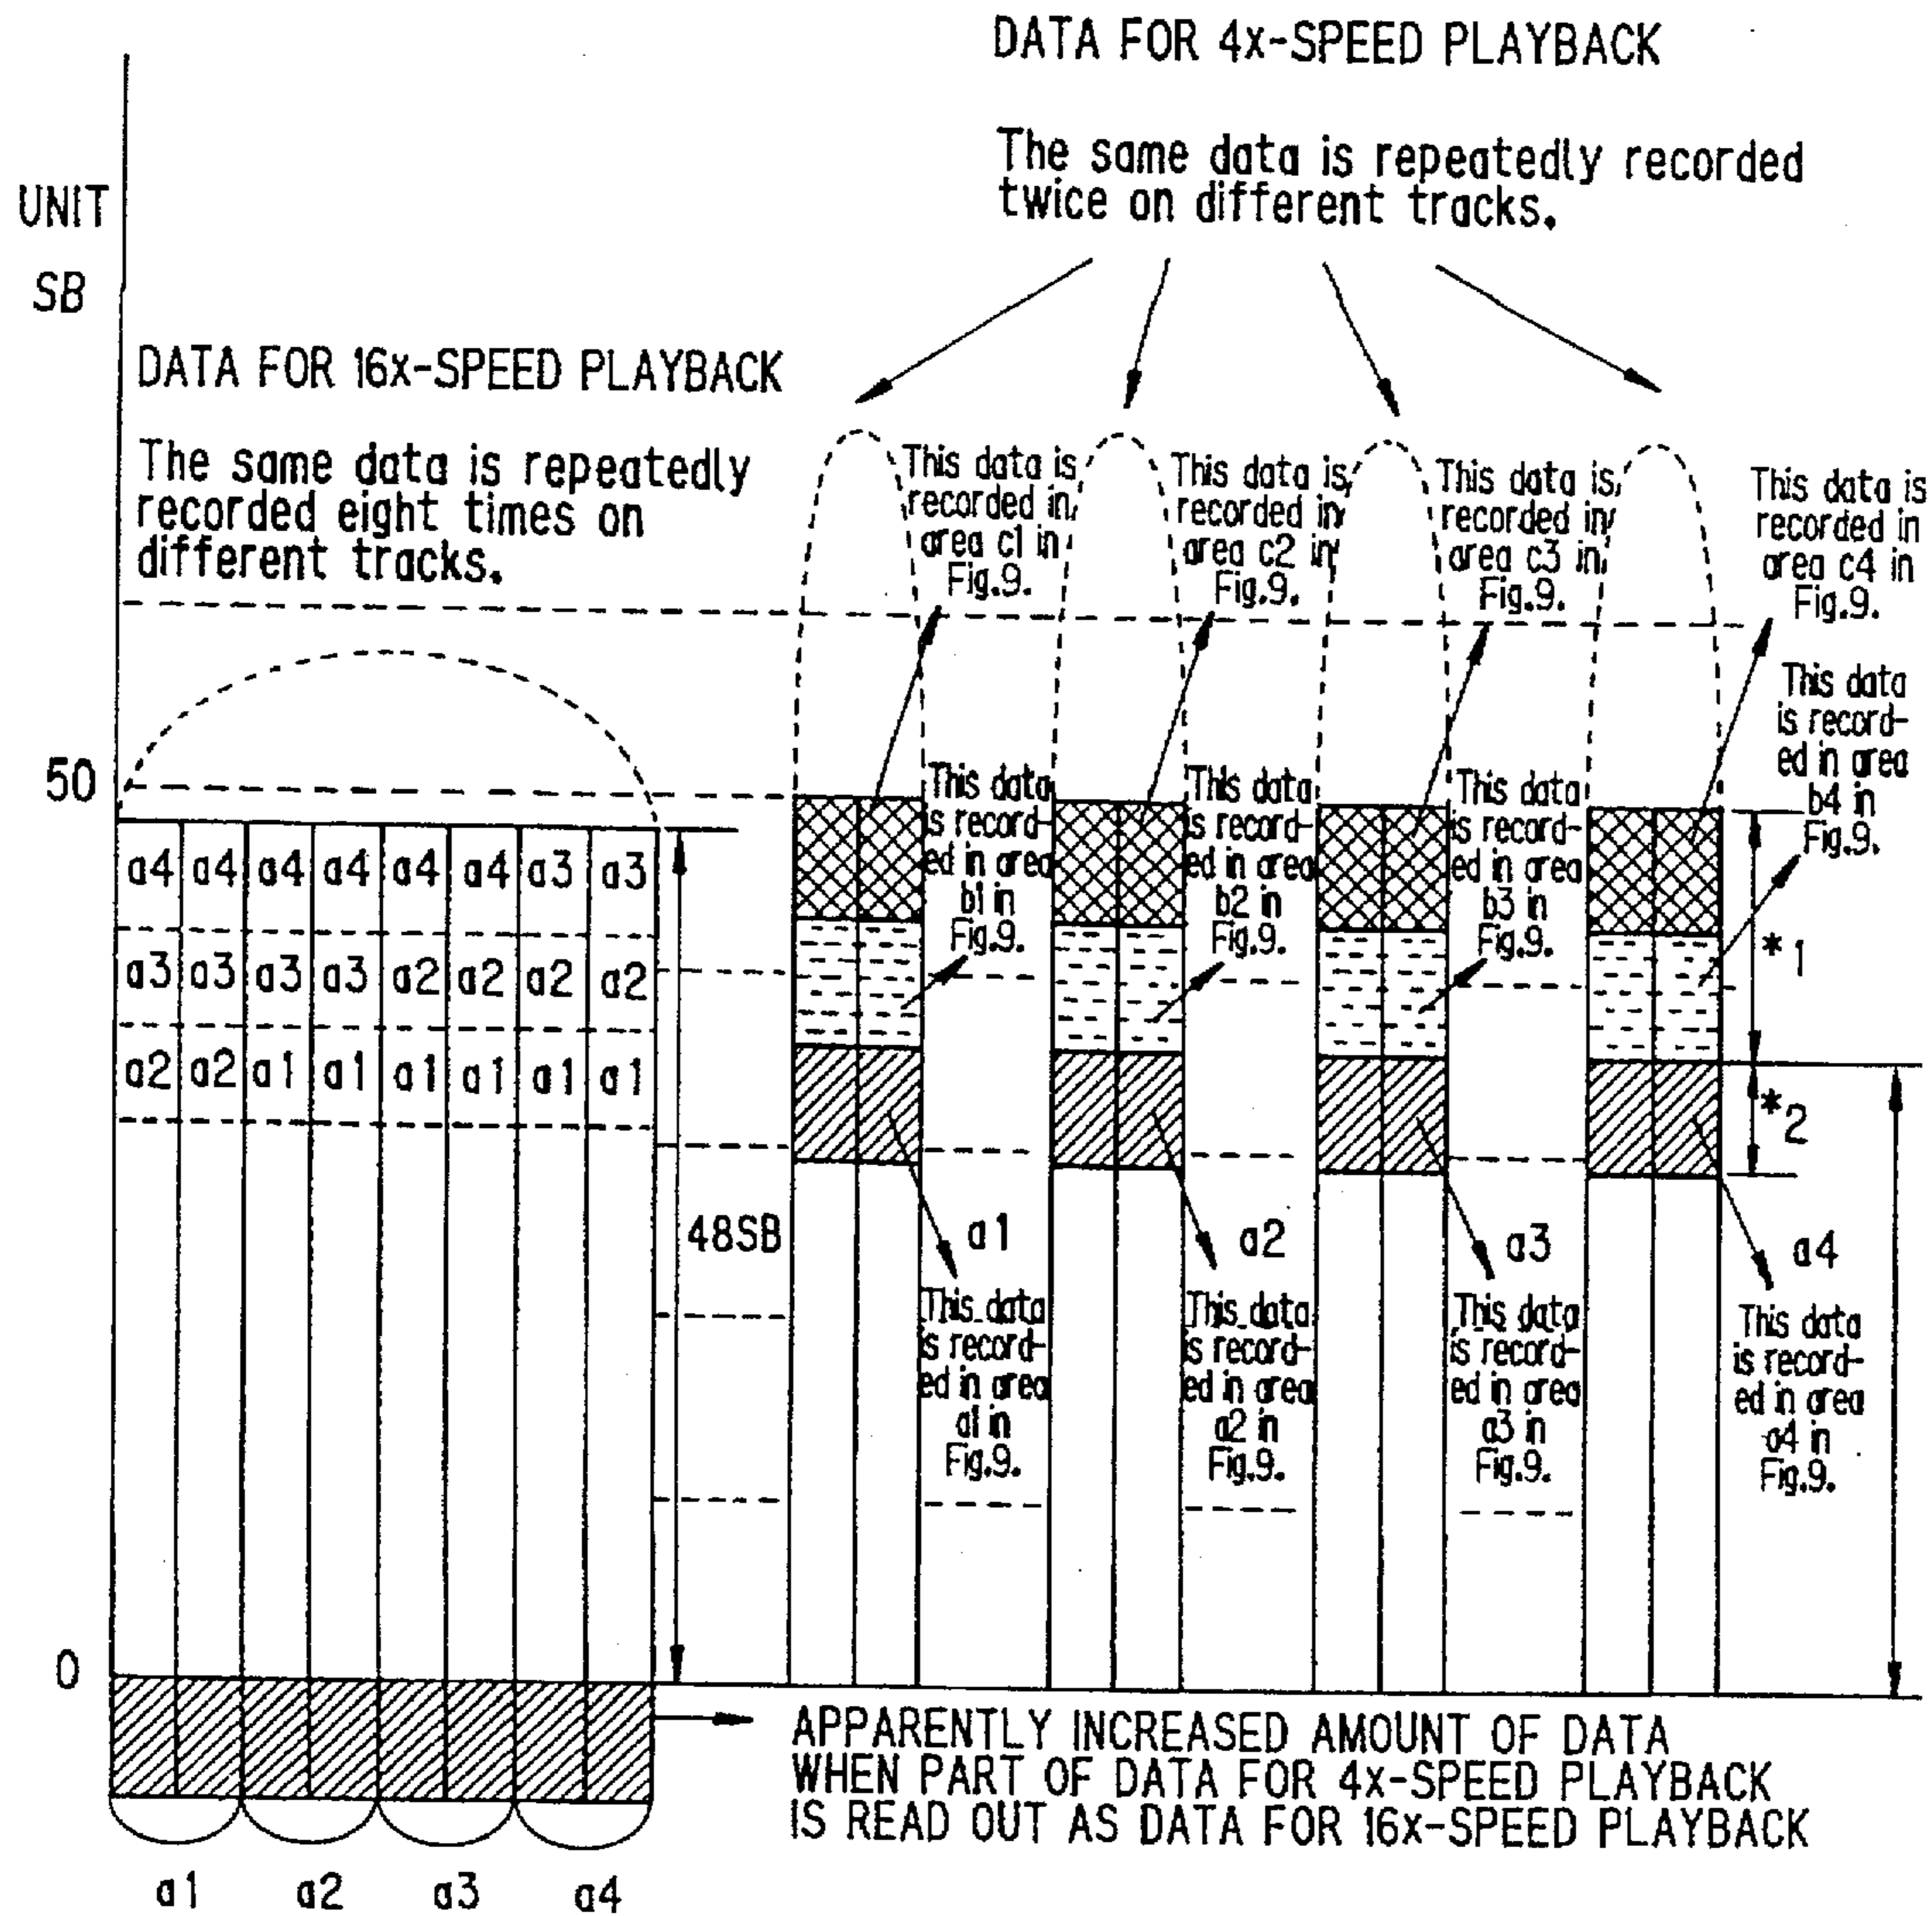 DATA FOR 4x-SPEED PLAYBACK
The same data is repeatedly recorded
twice on different tracks.
UNIT
SB
DATA FOR 16x-SPEED PLAYBACK
The same data is repeatedly
recorded eight times on
different tracks.
This data is
recorded in
area c1 in
Fig.9.
This data is
recorded in
area c2 in
Fig.9.
This data is
recorded in
area c3 in
Fig.9.
This data is
recorded in
area c4 in
Fig.9.
50
This data
is record-
ed in area
b1 in
Fig.9.
This data
is record-
ed in area
b2 in
Fig.9.
This data
is record-
ed in area
b3 in
Fig.9.
This data
is record-
ed in area
b4 in
Fig.9.
a4 a4 a4 a4 a4 a4 a3 a3
a3 a3 a3 a3 a2 a2 a2 a2
a2 a2 a1 a1 a1 a1 a1 a1
*1
*2
48SB
a1
This data
is record-
ed in area
a1 in
Fig.9.
a2
This data
is record-
ed in area
a2 in
Fig.9.
a3
This data
is record-
ed in area
a3 in
Fig.9.
a4
This data
is record-
ed in area
a4 in
Fig.9.
0
APPARENTLY INCREASED AMOUNT OF DATA
WHEN PART OF DATA FOR 4x-SPEED PLAYBACK
IS READ OUT AS DATA FOR 16x-SPEED PLAYBACK
a1 a2 a3 a4